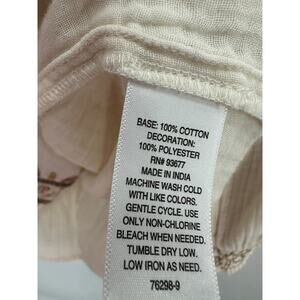 BASE: 100% COTTON
DECORATION:
100% POLYESTER
RN# 93677
MADE IN INDIA
MACHINE WASH COLD
WITH LIKE COLORS.
GENTLE CYCLE. USE
ONLY NON-CHLORINE
BLEACH WHEN NEEDED.
TUMBLE DRY LOW.
LOW IRON AS NEED.
76298-9